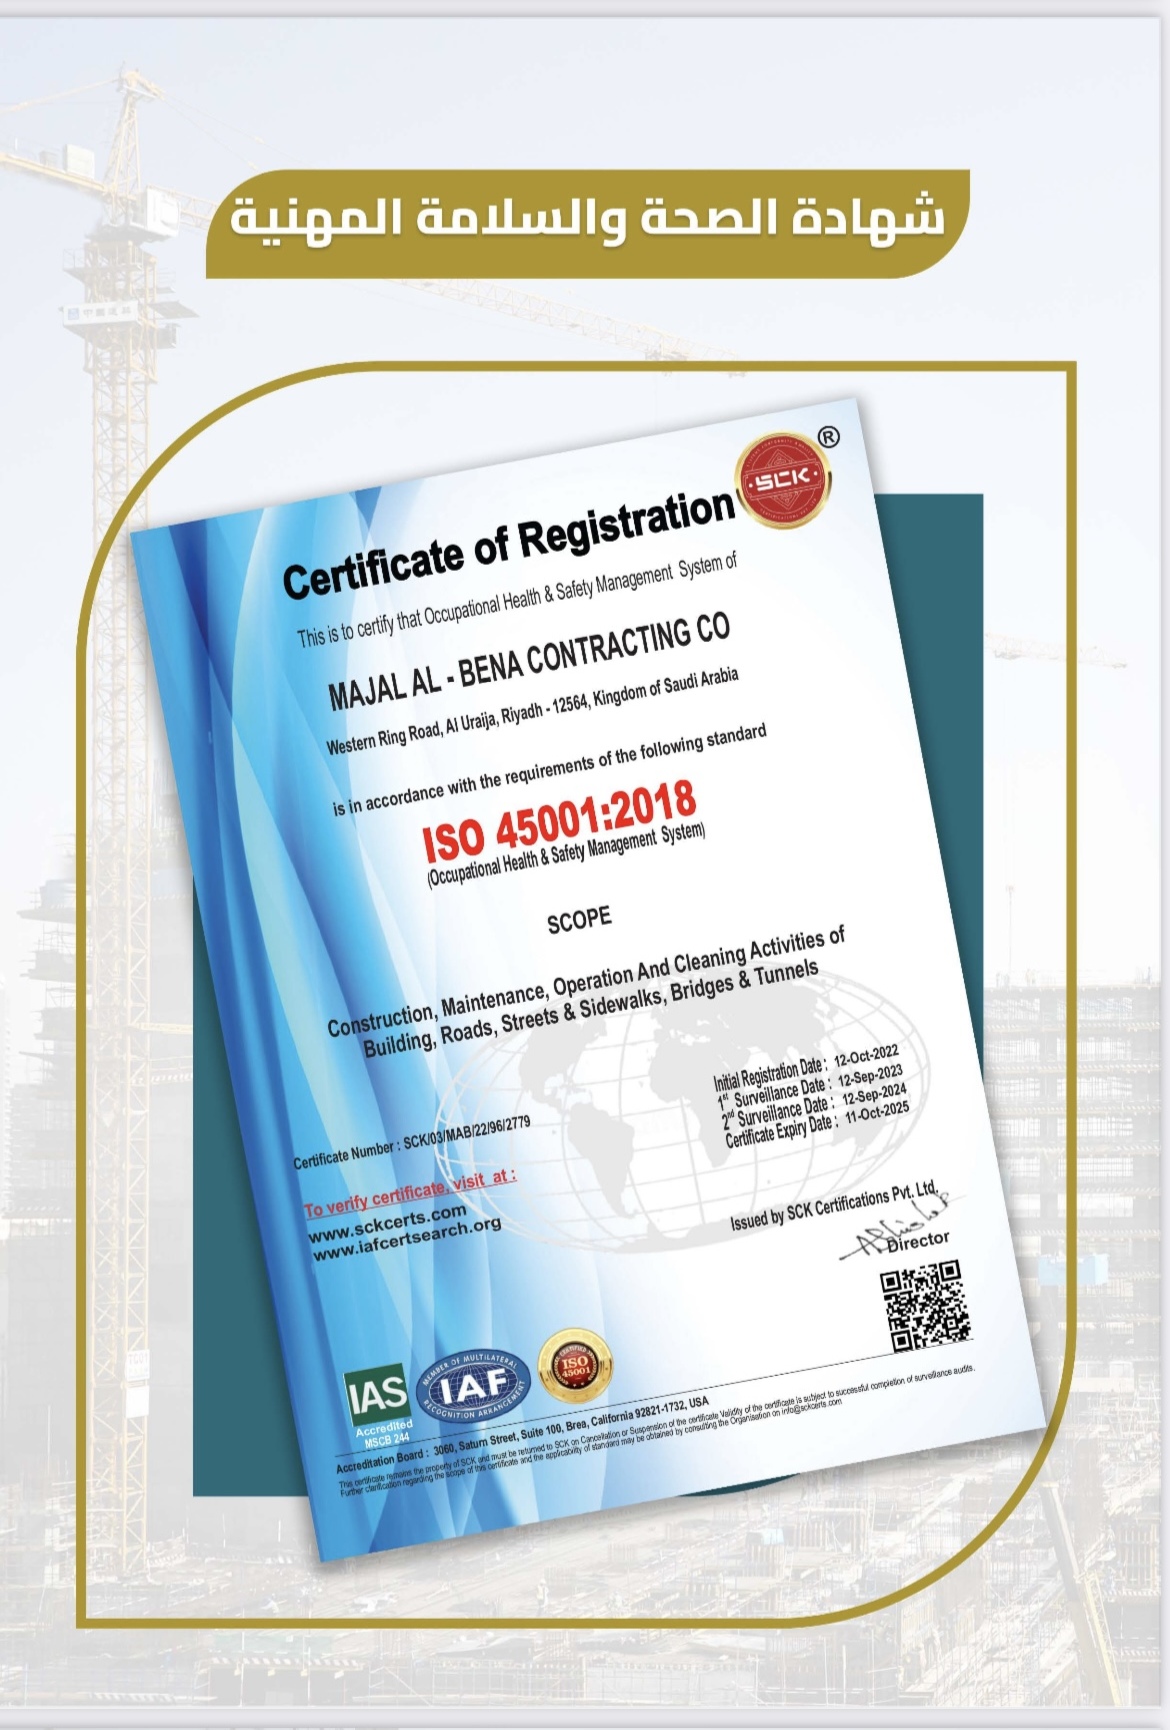 شهادة الصحة والسلامة المهنية
®
SCK
Certificate of Registration
This is to certify that Occupational Health & Safety Management System of
MAJAL AL - BENA CONTRACTING CO
Western Ring Road, Al Uraija, Riyadh - 12564, Kingdom of Saudi Arabia
is in accordance with the requirements of the following standard
ISO 45001:2018
(Occupational Health & Safety Management System)
SCOPE
Construction, Maintenance, Operation And Cleaning Activities of
Building, Roads, Streets & Sidewalks, Bridges & Tunnels
Initial Registration Date : 12-Oct-2022
1st Surveillance Date : 12-Sep-2023
2nd Surveillance Date : 12-Sep-2024
Certificate Expiry Date : 11-Oct-2025
Certificate Number : SCK/03/MAB/22/96/2779
To verify certificate, visit at :
www.sckcerts.com
www.iafcertsearch.org
Issued by SCK Certifications Pvt. Ltd.
Director
IAS
Accredited
MSCB 244
MEMBER OF MULTILATERAL
IAF
RECOGNITION ARRANGEMENT
ISO
45001
Accreditation Board : 3060, Saturn Street, Suite 100, Brea, California 92821-1732, USA
This certificate remains the property of SCK and must be returned to SCK on Cancellation or Suspension of the certificate Validity of the certificate is subject to successful completion of surveillance audits.
Further clarification regarding the scope of this certificate and the applicability of standard may be obtained by consulting the Organisation on info@sckcerts.com